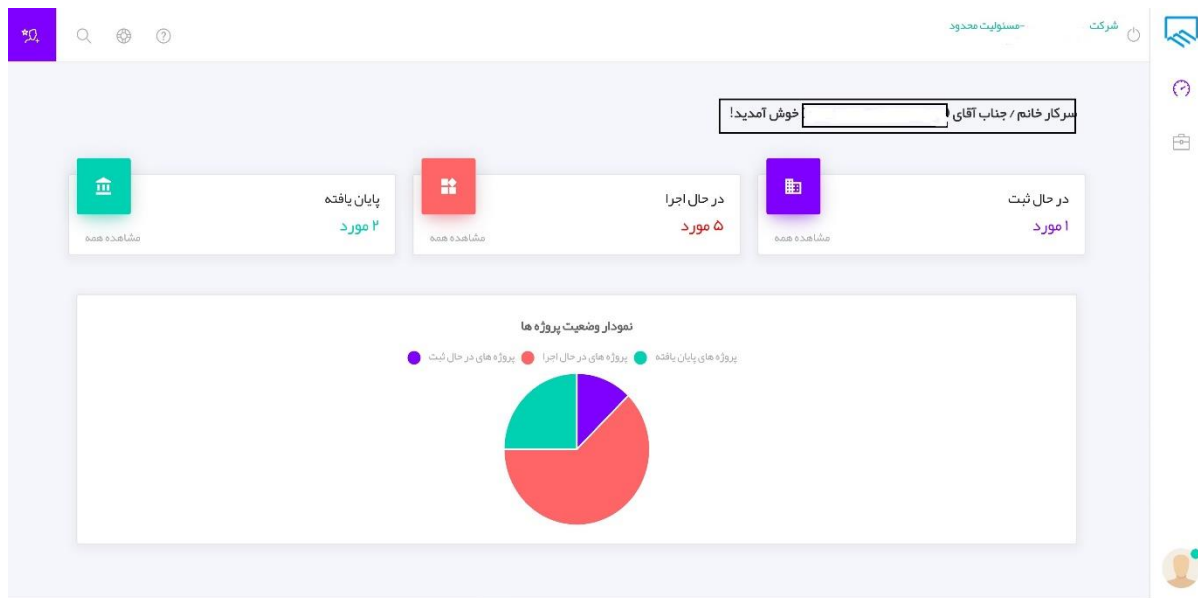 شرکت -مسئولیت محدود
سرکار خانم / جناب آقای خوش آمدید!
در حال ثبت
۱ مورد
مشاهده همه
در حال اجرا
۵ مورد
مشاهده همه
پایان یافته
۲ مورد
مشاهده همه
نمودار وضعیت پروژه ها
پروژه های پایان یافته پروژه های در حال اجرا پروژه های در حال ثبت